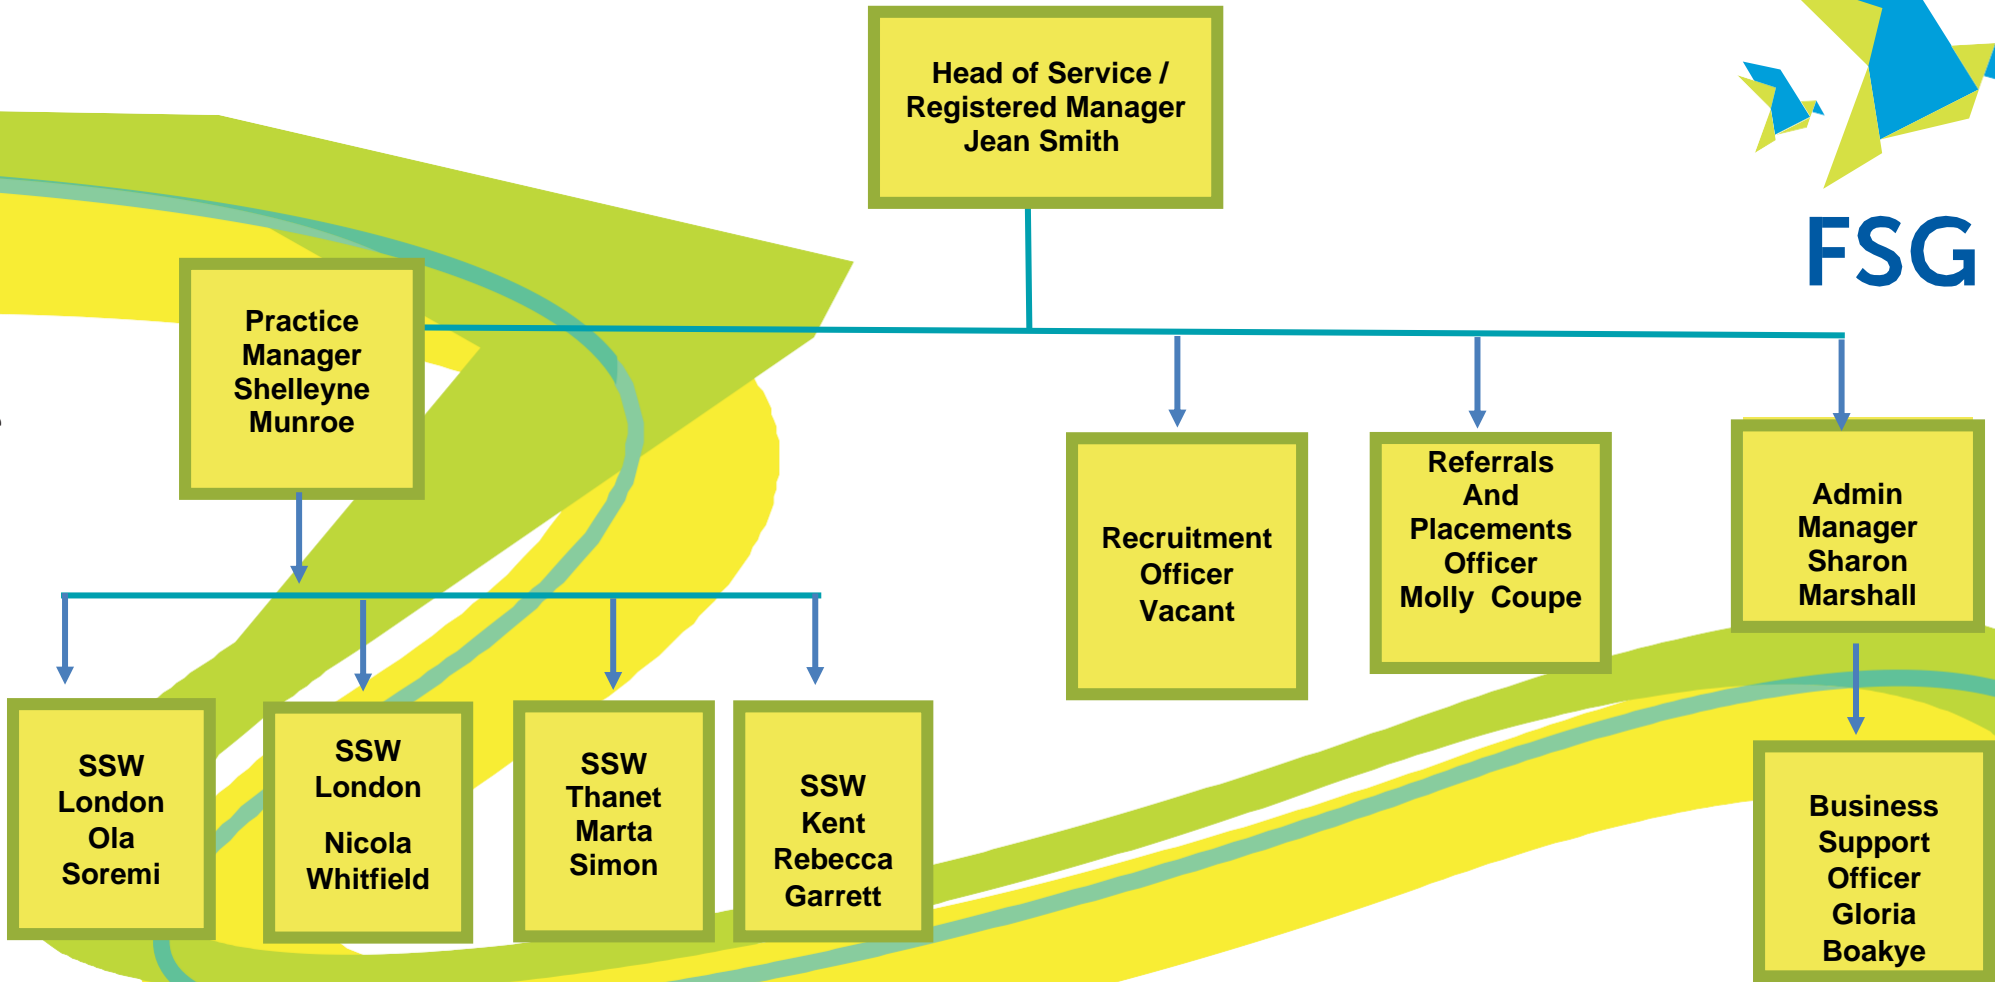 Head of Service /
Registered Manager
Jean Smith
FSG
Practice
Manager
Shelleyne
Munroe
Recruitment
Officer
Vacant
Referrals
And
Placements
Officer
Molly Coupe
Admin
Manager
Sharon
Marshall
SSW
London
Ola
Soremi
SSW
London
Nicola
Whitfield
SSW
Thanet
Marta
Simon
SSW
Kent
Rebecca
Garrett
Business
Support
Officer
Gloria
Boakye